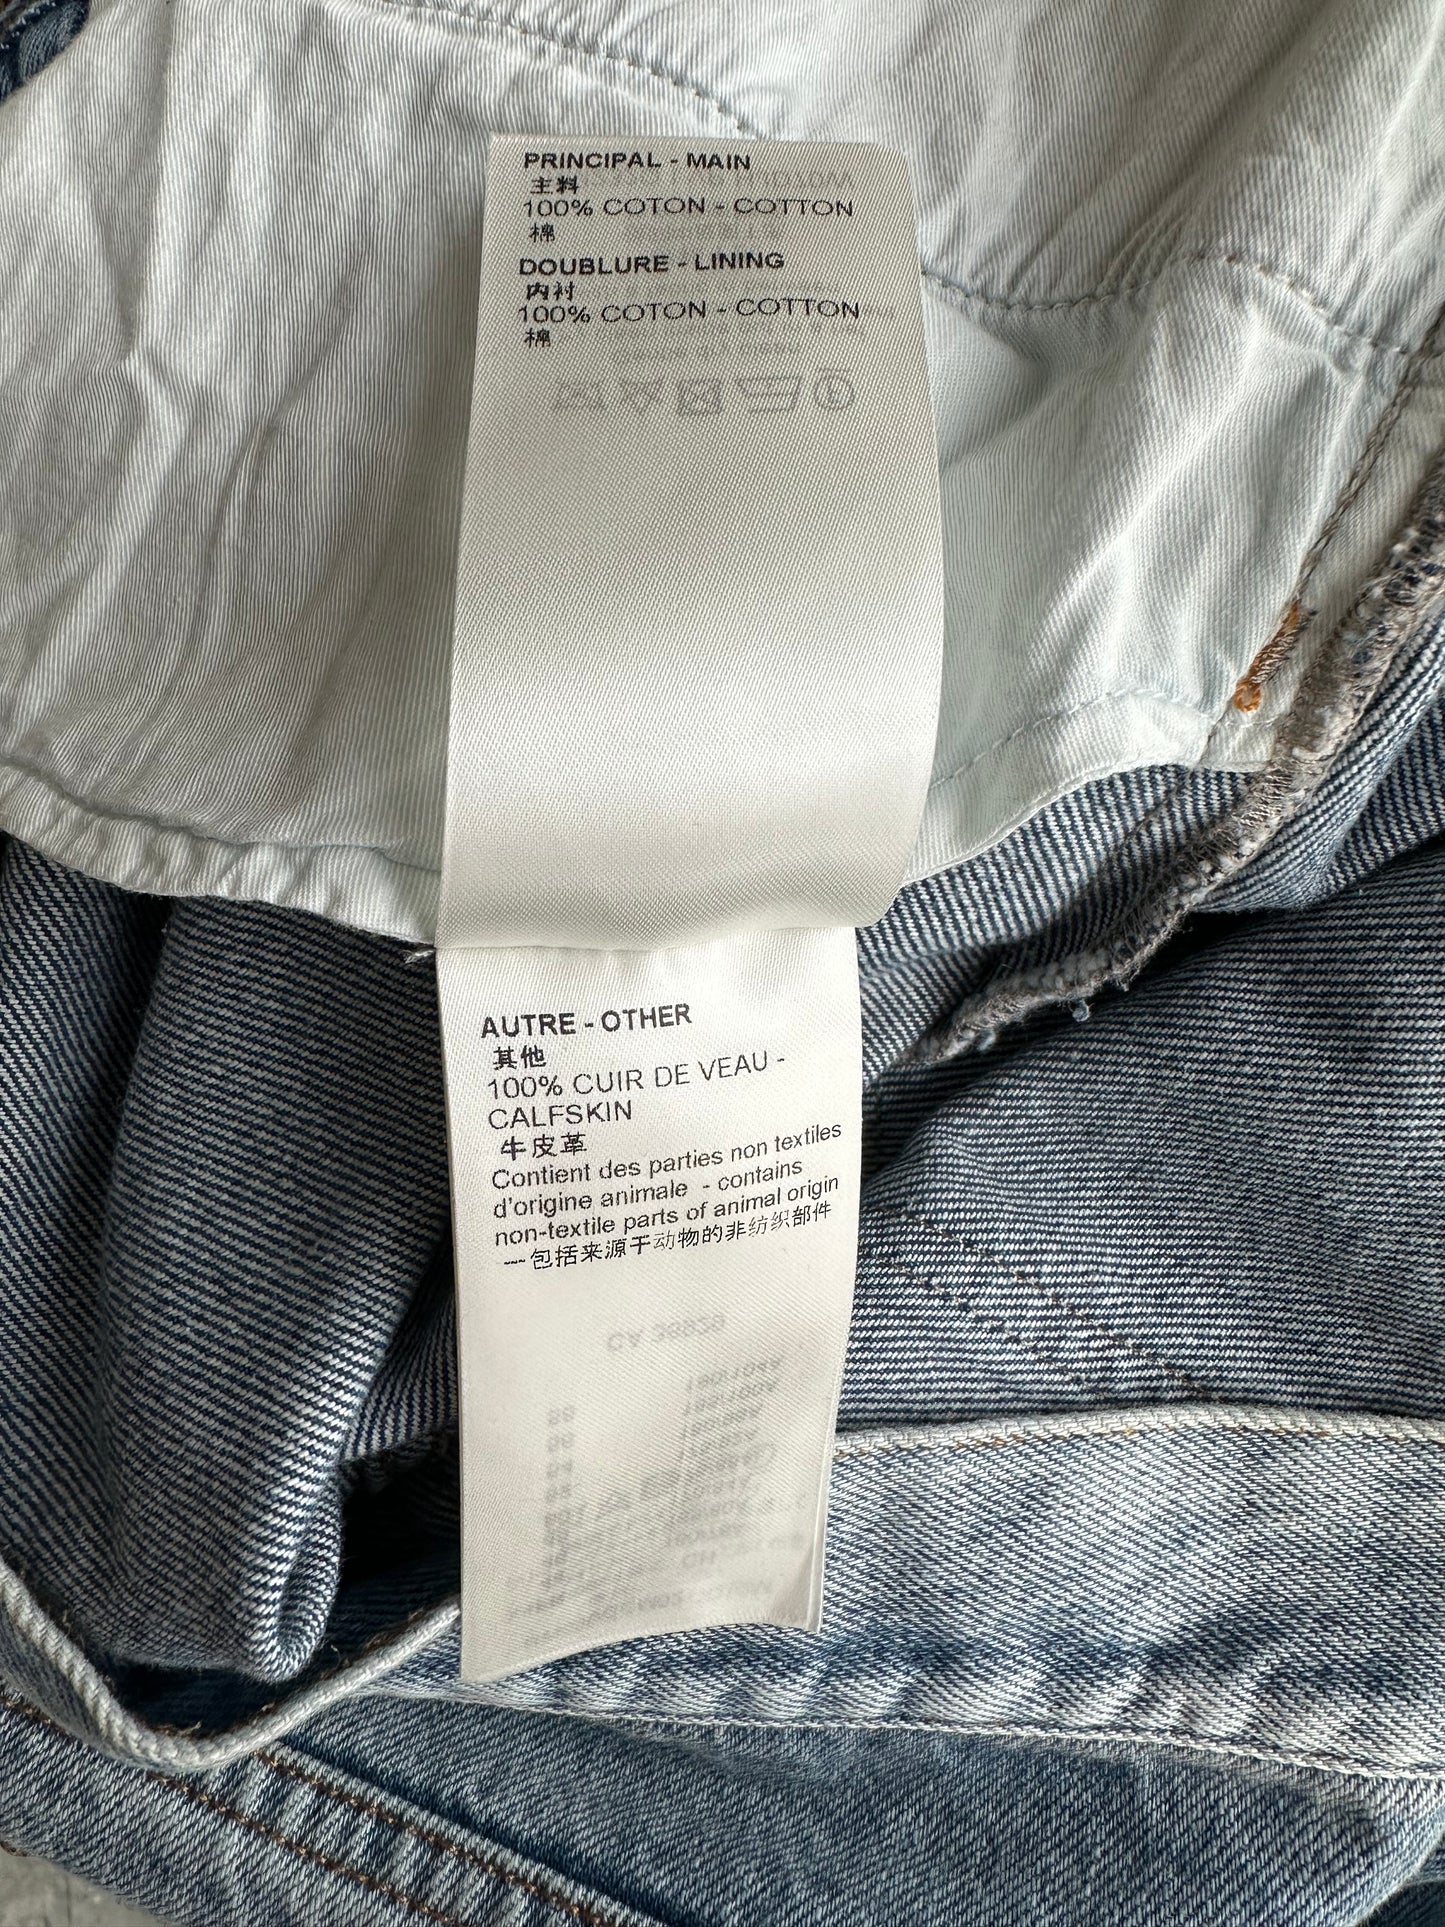 PRINCIPAL - MAIN
主料
100% COTON - COTTON
棉
DOUBLURE - LINING
内衬
100% COTON - COTTON
棉
AUTRE - OTHER
其他
100% CUIR DE VEAU -
CALFSKIN
牛皮革
Contient des parties non textiles
d'origine animale - contains
non-textile parts of animal origin
---包括来源于动物的非纺织部件
CA 36929